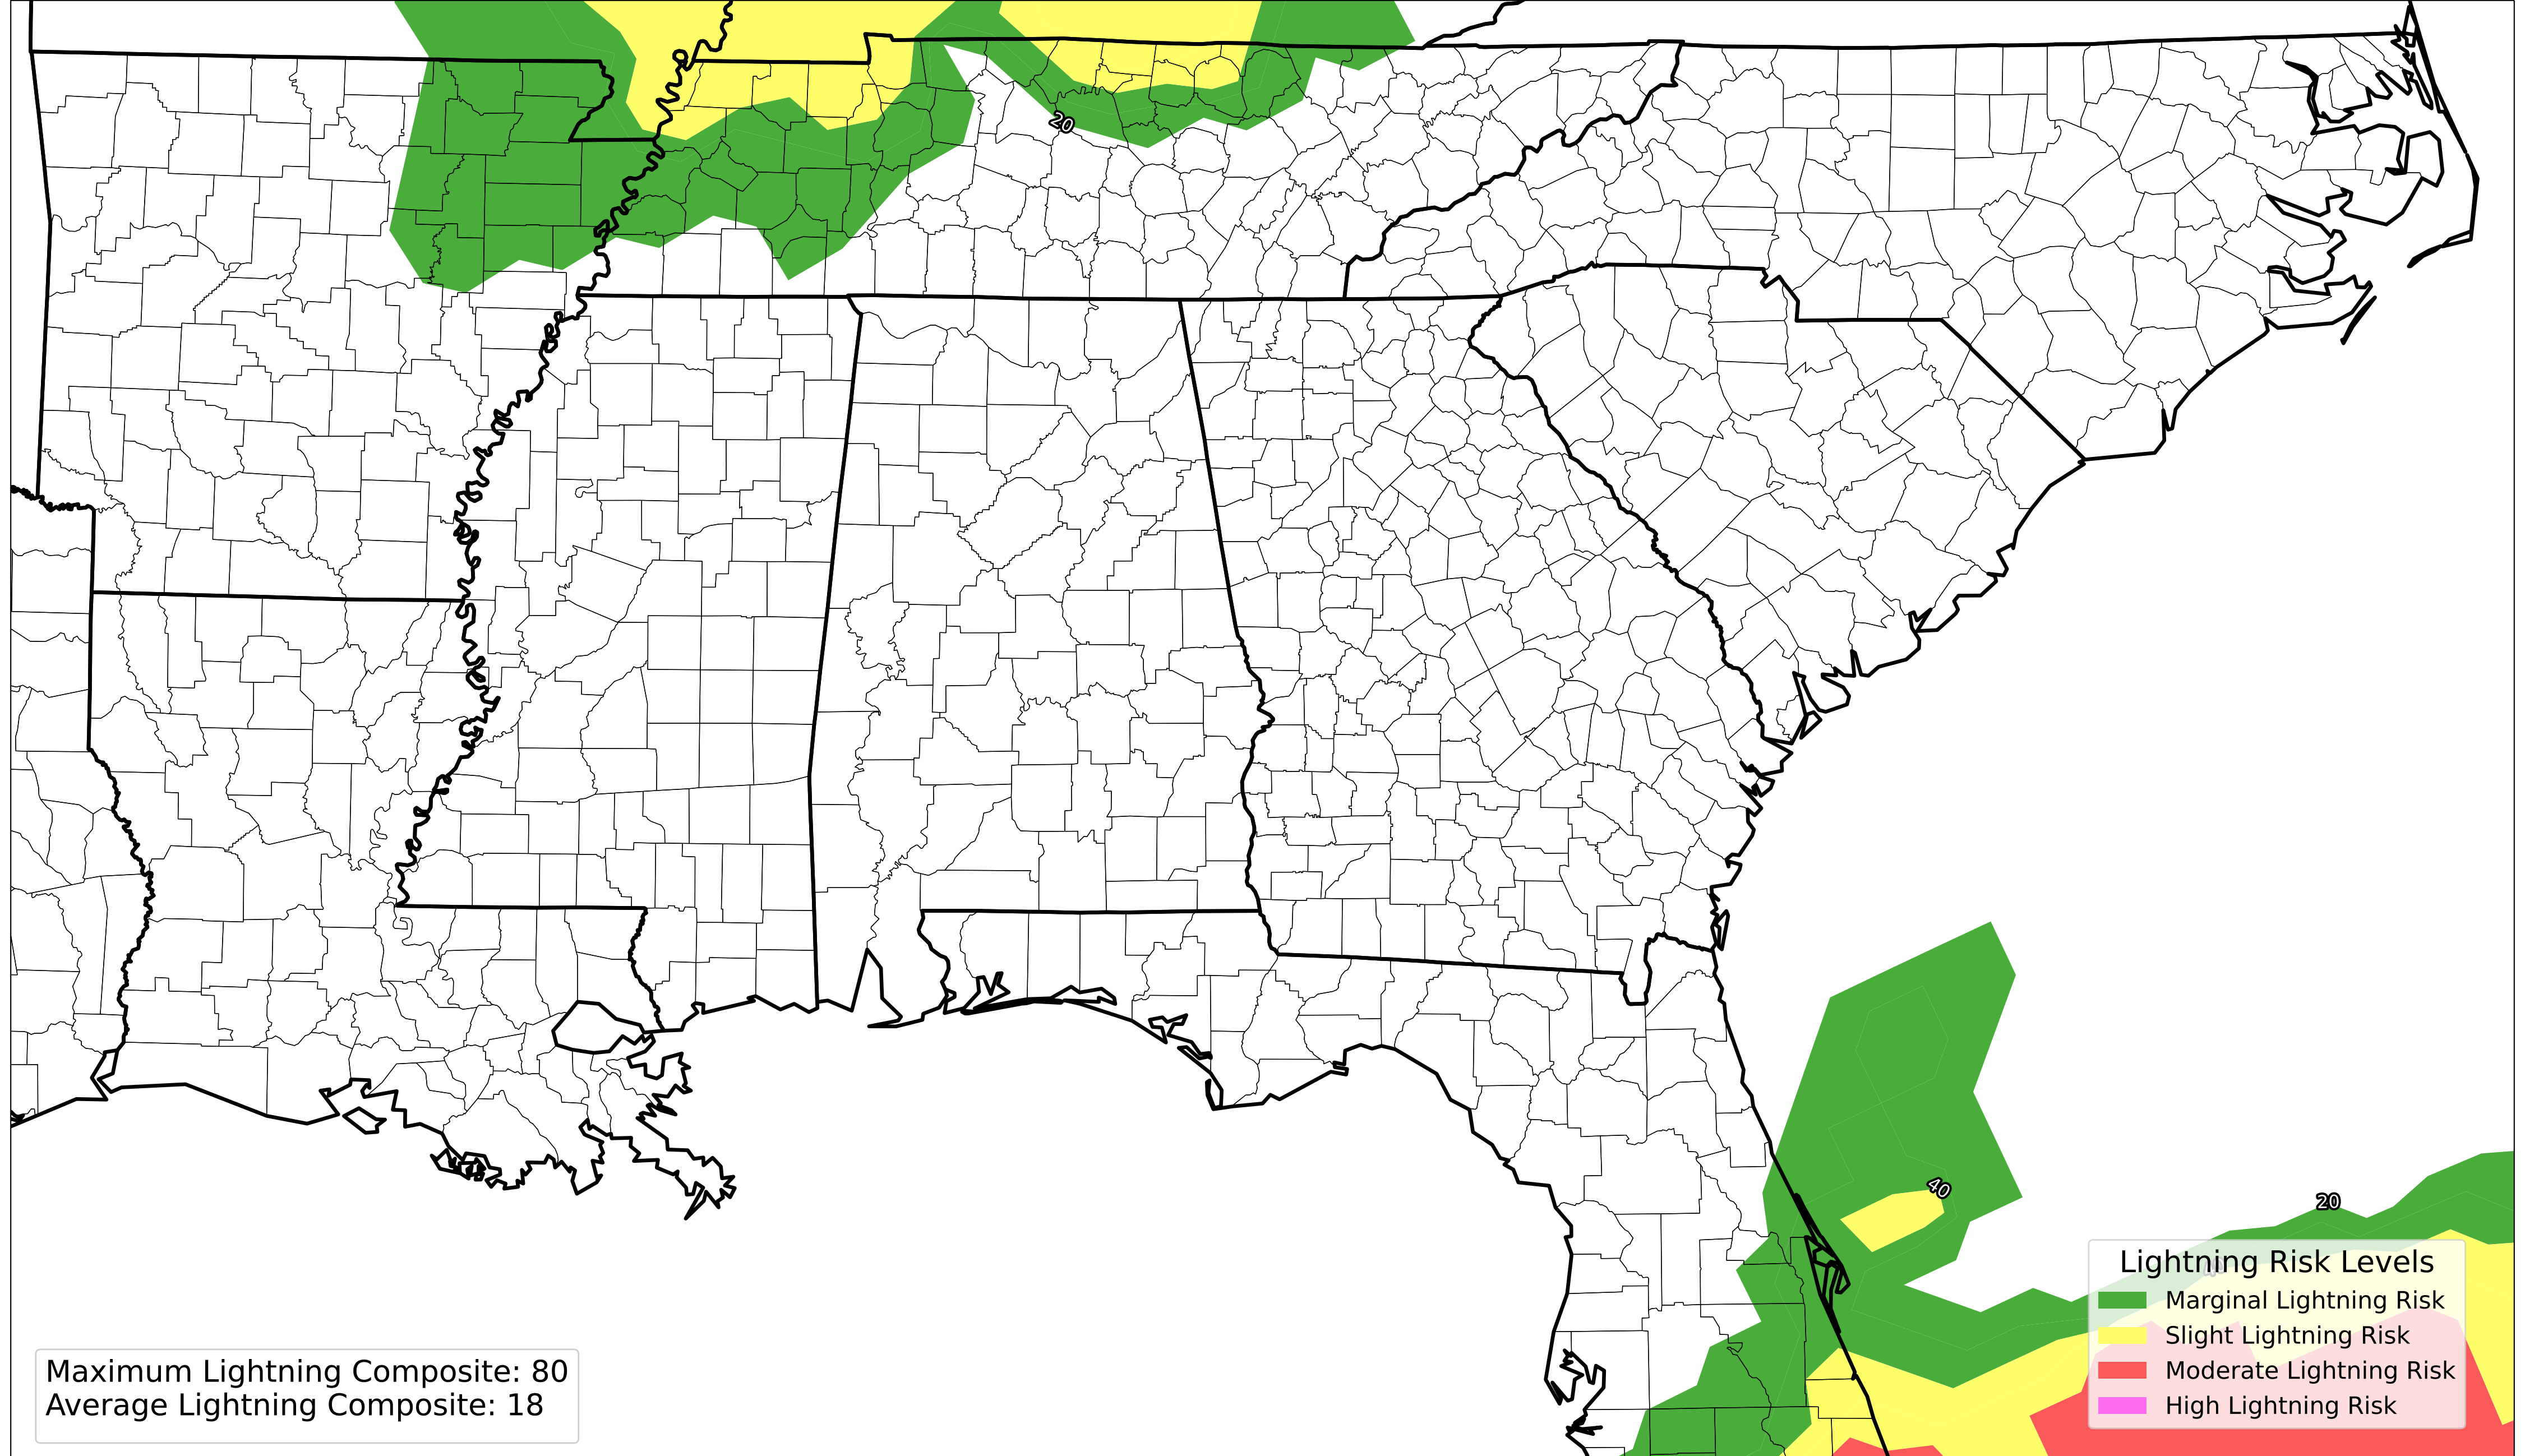 20
40
20
Lightning Risk Levels
Marginal Lightning Risk
Slight Lightning Risk
Moderate Lightning Risk
High Lightning Risk
Maximum Lightning Composite: 80
Average Lightning Composite: 18